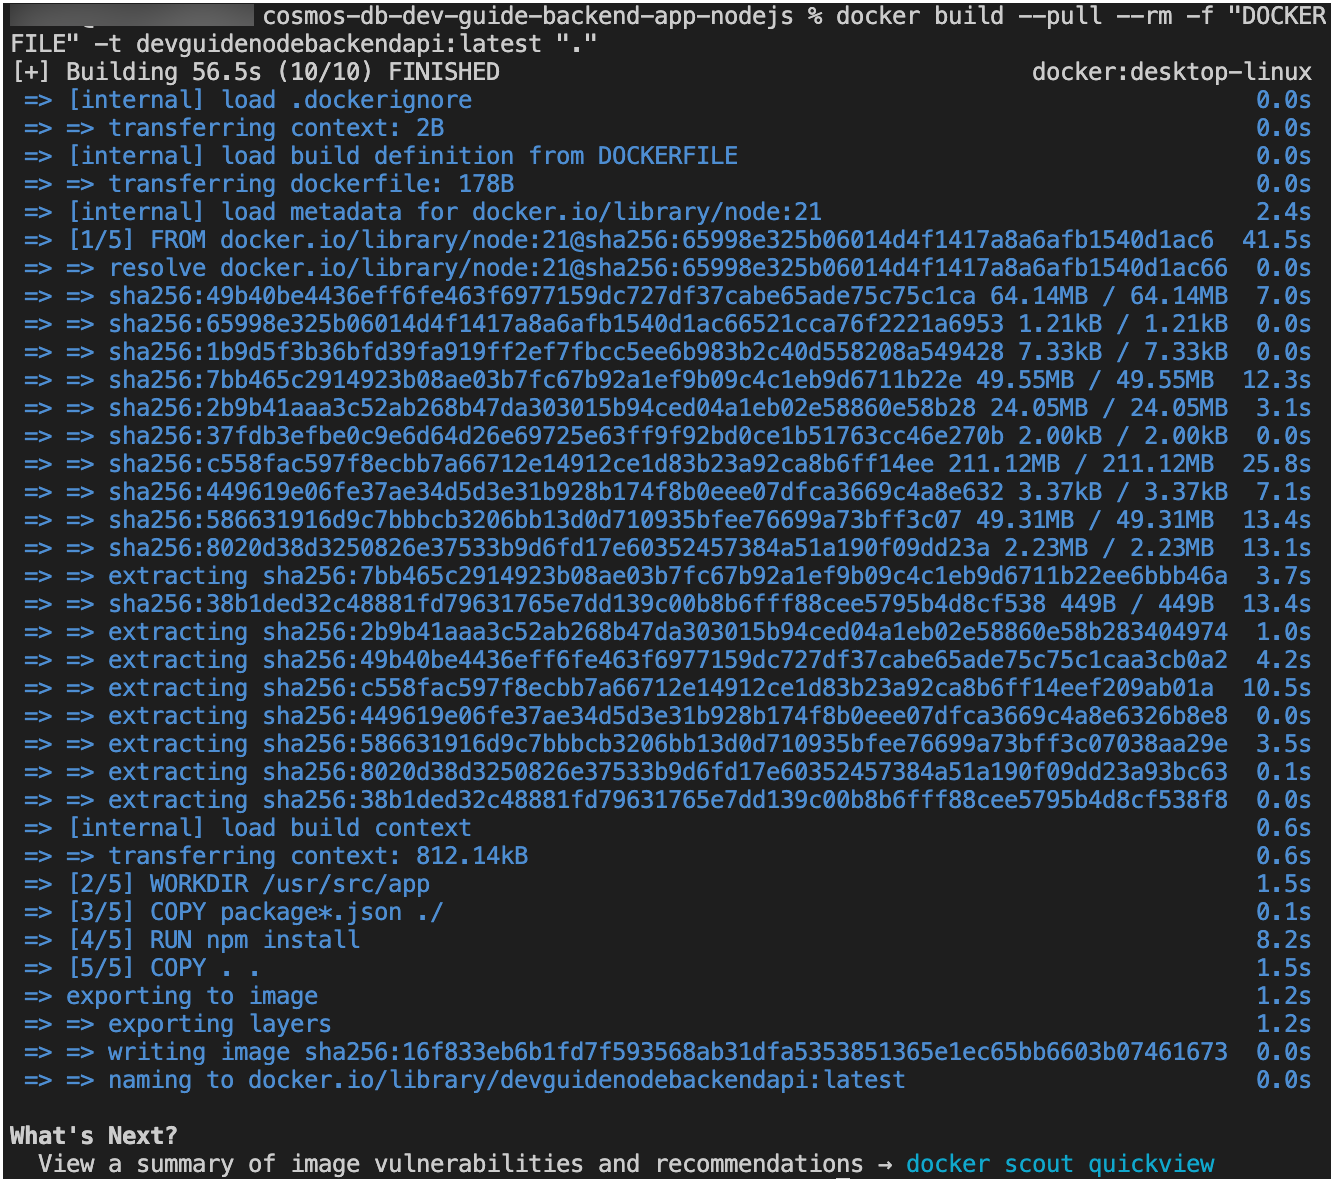 cosmos-db-dev-guide-backend-app-nodejs % docker build --pull --rm -f "DOCKER
FILE" -t devguidenodebackendapi:latest "."
[+] Building 56.5s (10/10) FINISHED docker:desktop-linux
=> [internal] load .dockerignore 0.0s
=> => transferring context: 2B 0.0s
=> [internal] load build definition from DOCKERFILE 0.0s
=> => transferring dockerfile: 178B 0.0s
=> [internal] load metadata for docker.io/library/node:21 2.4s
=> [1/5] FROM docker.io/library/node:21@sha256:65998e325b06014d4f1417a8a6afb1540d1ac6 41.5s
=> => resolve docker.io/library/node:21@sha256:65998e325b06014d4f1417a8a6afb1540d1ac66 0.0s
=> => sha256:49b40be4436eff6fe463f6977159dc727df37cabe65ade75c75c1ca 64.14MB / 64.14MB 7.0s
=> => sha256:65998e325b06014d4f1417a8a6afb1540d1ac66521cca76f2221a6953 1.21kB / 1.21kB 0.0s
=> => sha256:1b9d5f3b36bfd39fa919ff2ef7fbcc5ee6b983b2c40d558208a549428 7.33kB / 7.33kB 0.0s
=> => sha256:7bb465c2914923b08ae03b7fc67b92a1ef9b09c4c1eb9d6711b22e 49.55MB / 49.55MB 12.3s
=> => sha256:2b9b41aaa3c52ab268b47da303015b94ced04a1eb02e58860e58b28 24.05MB / 24.05MB 3.1s
=> => sha256:37fdb3efbe0c9e6d64d26e69725e63ff9f92bd0ce1b51763cc46e270b 2.00kB / 2.00kB 0.0s
=> => sha256:c558fac597f8ecbb7a66712e14912ce1d83b23a92ca8b6ff14ee 211.12MB / 211.12MB 25.8s
=> => sha256:449619e06fe37ae34d5d3e31b928b174f8b0eee07dfca3669c4a8e632 3.37kB / 3.37kB 7.1s
=> => sha256:586631916d9c7bbbcb3206bb13d0d710935bfee76699a73bff3c07 49.31MB / 49.31MB 13.4s
=> => sha256:8020d38d3250826e37533b9d6fd17e60352457384a51a190f09dd23a 2.23MB / 2.23MB 13.1s
=> => extracting sha256:7bb465c2914923b08ae03b7fc67b92a1ef9b09c4c1eb9d6711b22ee6bbb46a 3.7s
=> => sha256:38b1ded32c48881fd79631765e7dd139c00b8b6fff88cee5795b4d8cf538 449B / 449B 13.4s
=> => extracting sha256:2b9b41aaa3c52ab268b47da303015b94ced04a1eb02e58860e58b283404974 1.0s
=> => extracting sha256:49b40be4436eff6fe463f6977159dc727df37cabe65ade75c75c1caa3cb0a2 4.2s
=> => extracting sha256:c558fac597f8ecbb7a66712e14912ce1d83b23a92ca8b6ff14eef209ab01a 10.5s
=> => extracting sha256:449619e06fe37ae34d5d3e31b928b174f8b0eee07dfca3669c4a8e6326b8e8 0.0s
=> => extracting sha256:586631916d9c7bbbcb3206bb13d0d710935bfee76699a73bff3c07038aa29e 3.5s
=> => extracting sha256:8020d38d3250826e37533b9d6fd17e60352457384a51a190f09dd23a93bc63 0.1s
=> => extracting sha256:38b1ded32c48881fd79631765e7dd139c00b8b6fff88cee5795b4d8cf538f8 0.0s
=> [internal] load build context 0.6s
=> => transferring context: 812.14kB 0.6s
=> [2/5] WORKDIR /usr/src/app 1.5s
=> [3/5] COPY package*.json ./ 0.1s
=> [4/5] RUN npm install 8.2s
=> [5/5] COPY . . 1.5s
=> exporting to image 1.2s
=> => exporting layers 1.2s
=> => writing image sha256:16f833eb6b1fd7f593568ab31dfa5353851365e1ec65bb6603b07461673 0.0s
=> => naming to docker.io/library/devguidenodebackendapi:latest 0.0s
What's Next?
View a summary of image vulnerabilities and recommendations → docker scout quickview